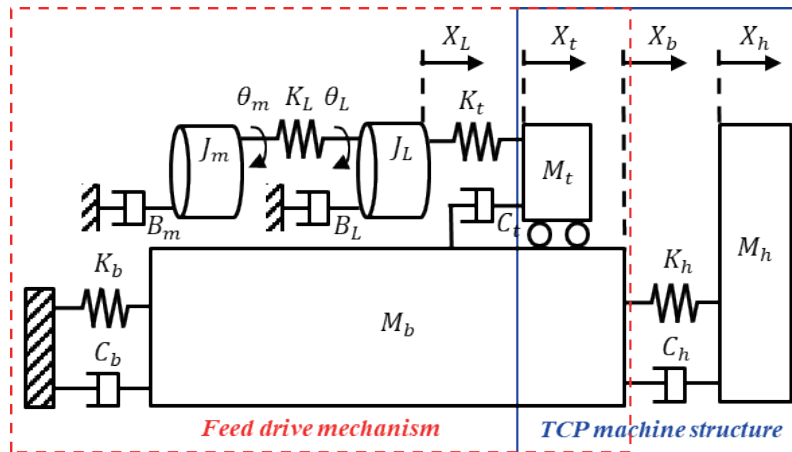 X_L X_t X_b X_h
θ_m K_L θ_L K_t
J_m J_L M_t
B_m B_L C_t M_h
K_b K_h
M_b
C_b C_h
Feed drive mechanism TCP machine structure